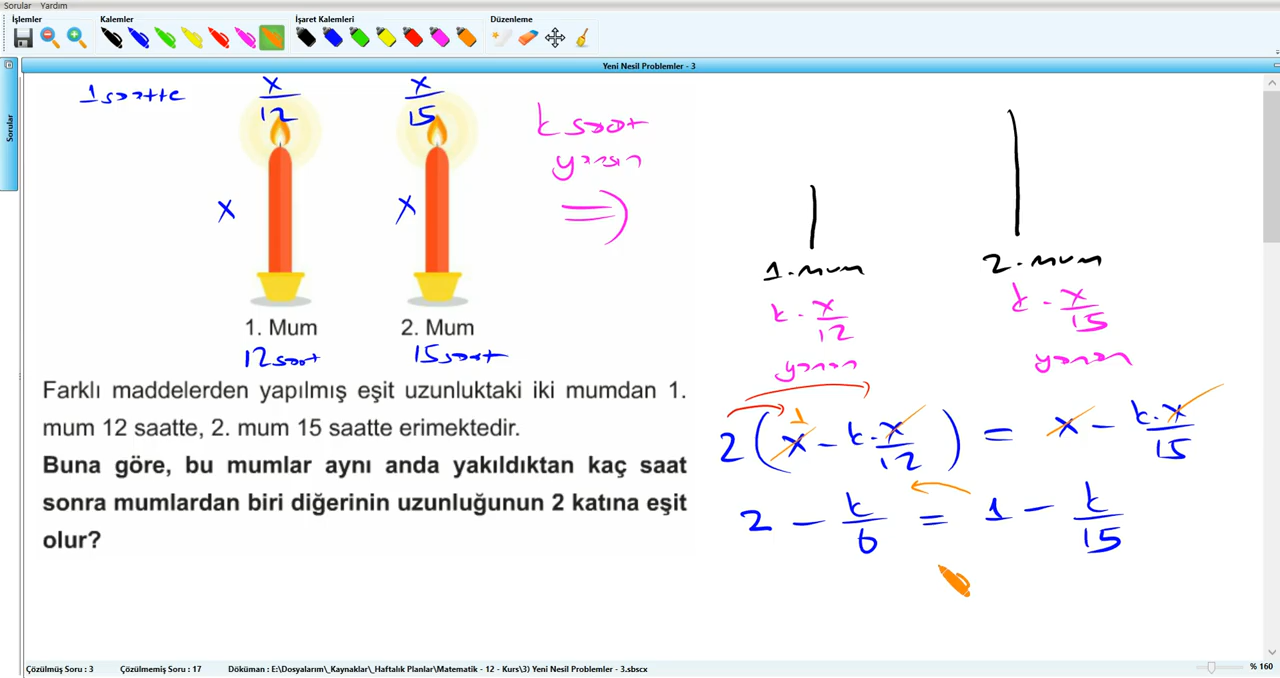 Sorular Yardım
İşlemler Kalemler İşaret Kalemleri Düzenleme
Yeni Nesil Problemler - 3
Sorular
1 saatte
x/12
x/15
k saat
yansın
⇒
x
x
1. Mum
2. Mum
12 saat
15 saat
Farklı maddelerden yapılmış eşit uzunluktaki iki mumdan 1.
mum 12 saatte, 2. mum 15 saatte erimektedir.
Buna göre, bu mumlar aynı anda yakıldıktan kaç saat
sonra mumlardan biri diğerinin uzunluğunun 2 katına eşit
olur?
1. mum
2. mum
k · x/12
k · x/15
yanan
yanan
1
2(x - k · x/12) = x - k·x/15
2 - k/6 = 1 - k/15
Çözülmüş Soru : 3 Çözülmemiş Soru : 17 Döküman : E:\Dosyalarım\_Kaynaklar\_Haftalık Planlar\Matematik - 12 - Kurs\3) Yeni Nesil Problemler - 3.sbscx % 160